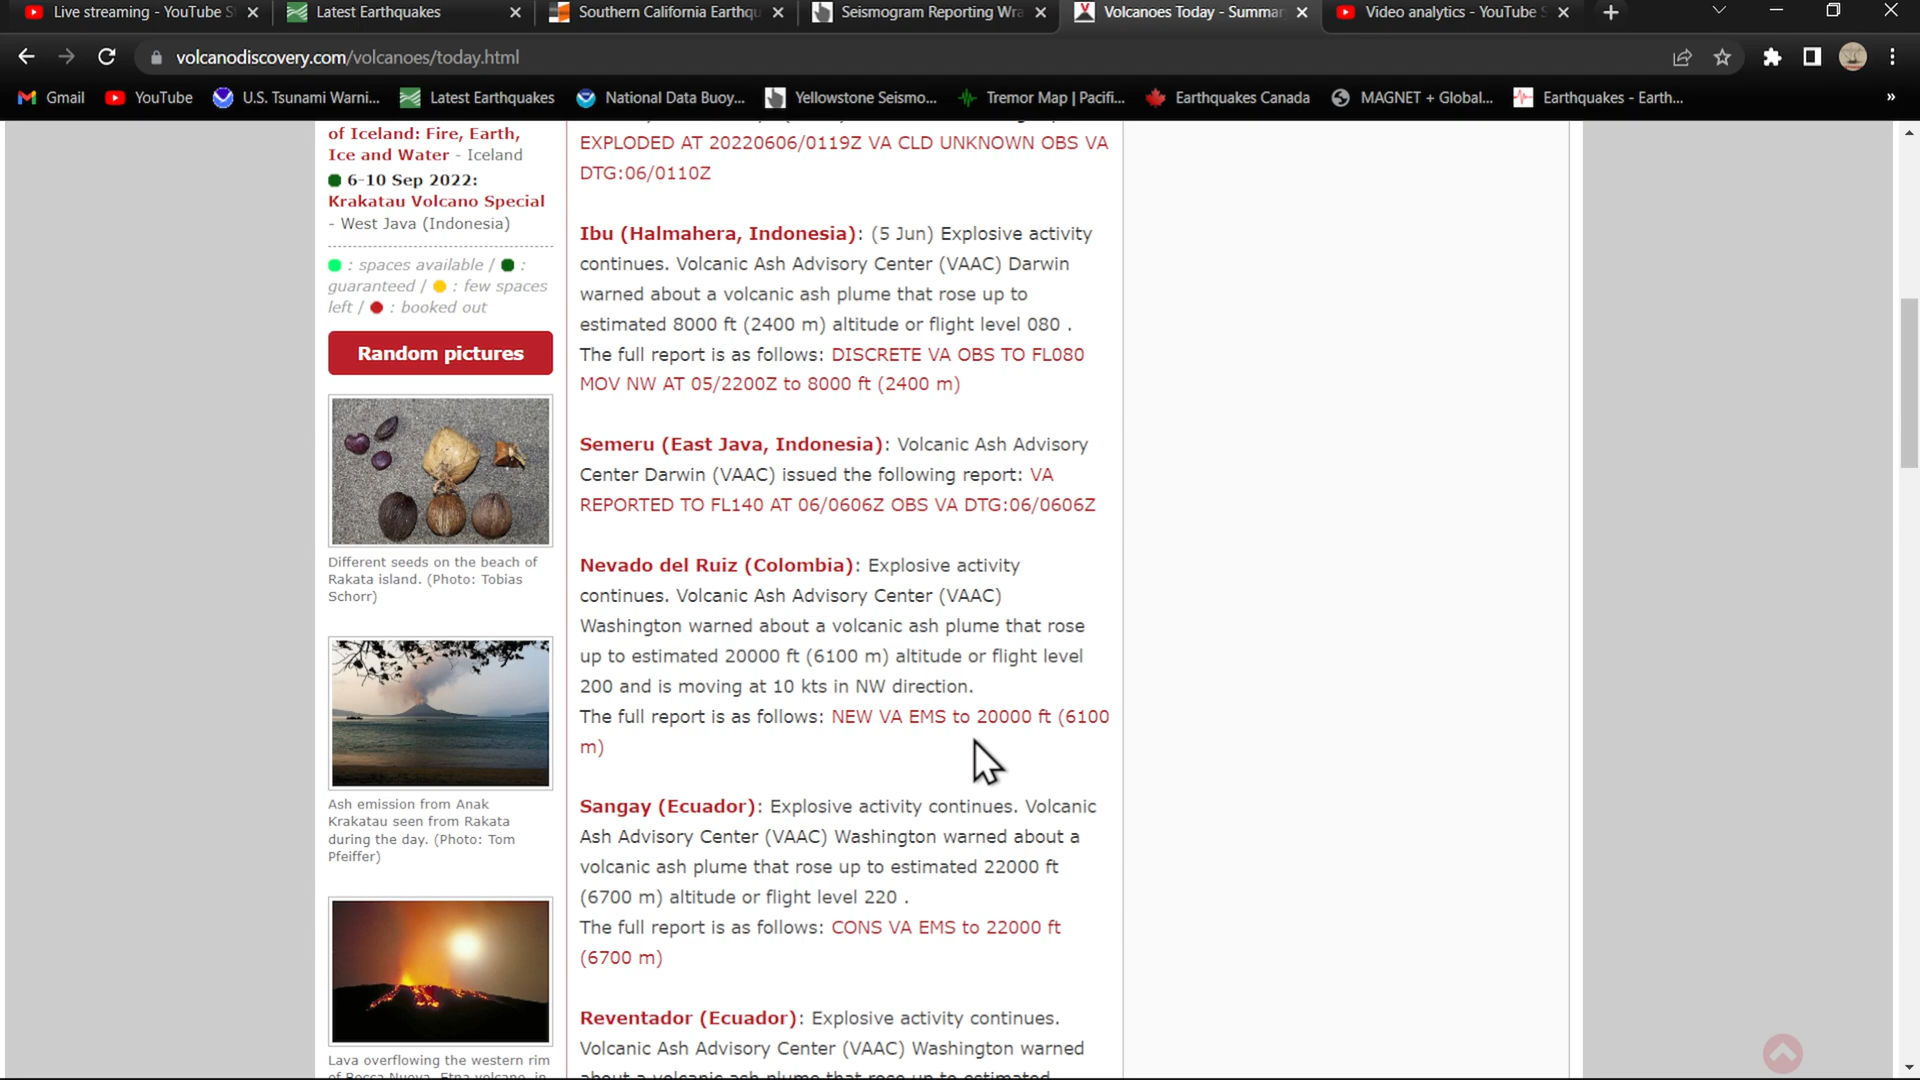 Live streaming - YouTube S
Latest Earthquakes
Southern California Earthqu
Seismogram Reporting Wra
Volcanoes Today - Summar
Video analytics - YouTube S
volcanodiscovery.com/volcanoes/today.html
Gmail
YouTube
U.S. Tsunami Warni...
Latest Earthquakes
National Data Buoy...
Yellowstone Seismo...
Tremor Map | Pacifi...
Earthquakes Canada
MAGNET + Global...
Earthquakes - Earth...
»
of Iceland: Fire, Earth,
Ice and Water - Iceland
6-10 Sep 2022:
Krakatau Volcano Special
- West Java (Indonesia)
: spaces available / :
guaranteed / : few spaces
left / : booked out
Random pictures
Different seeds on the beach of
Rakata island. (Photo: Tobias
Schorr)
Ash emission from Anak
Krakatau seen from Rakata
during the day. (Photo: Tom
Pfeiffer)
Lava overflowing the western rim
of Bocca Nuova, Etna volcano, in
EXPLODED AT 20220606/0119Z VA CLD UNKNOWN OBS VA
DTG:06/0110Z
Ibu (Halmahera, Indonesia): (5 Jun) Explosive activity
continues. Volcanic Ash Advisory Center (VAAC) Darwin
warned about a volcanic ash plume that rose up to
estimated 8000 ft (2400 m) altitude or flight level 080 .
The full report is as follows: DISCRETE VA OBS TO FL080
MOV NW AT 05/2200Z to 8000 ft (2400 m)
Semeru (East Java, Indonesia): Volcanic Ash Advisory
Center Darwin (VAAC) issued the following report: VA
REPORTED TO FL140 AT 06/0606Z OBS VA DTG:06/0606Z
Nevado del Ruiz (Colombia): Explosive activity
continues. Volcanic Ash Advisory Center (VAAC)
Washington warned about a volcanic ash plume that rose
up to estimated 20000 ft (6100 m) altitude or flight level
200 and is moving at 10 kts in NW direction.
The full report is as follows: NEW VA EMS to 20000 ft (6100
m)
Sangay (Ecuador): Explosive activity continues. Volcanic
Ash Advisory Center (VAAC) Washington warned about a
volcanic ash plume that rose up to estimated 22000 ft
(6700 m) altitude or flight level 220 .
The full report is as follows: CONS VA EMS to 22000 ft
(6700 m)
Reventador (Ecuador): Explosive activity continues.
Volcanic Ash Advisory Center (VAAC) Washington warned
about a volcanic ash plume that rose up to estimated